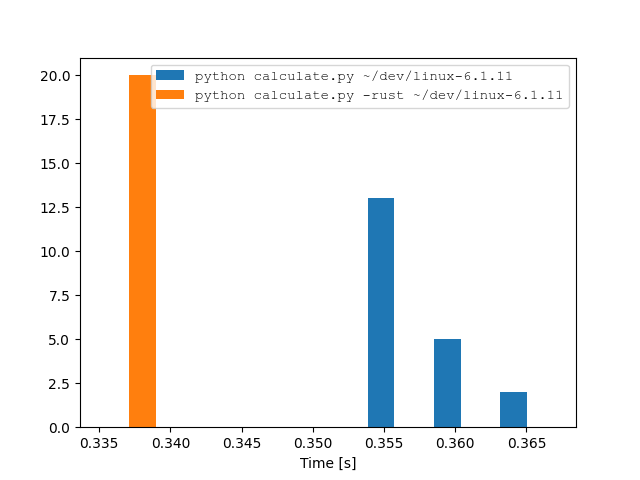 python calculate.py ~/dev/linux-6.1.11
python calculate.py -rust ~/dev/linux-6.1.11
20.0
17.5
15.0
12.5
10.0
7.5
5.0
2.5
0.0
0.335 0.340 0.345 0.350 0.355 0.360 0.365
Time [s]